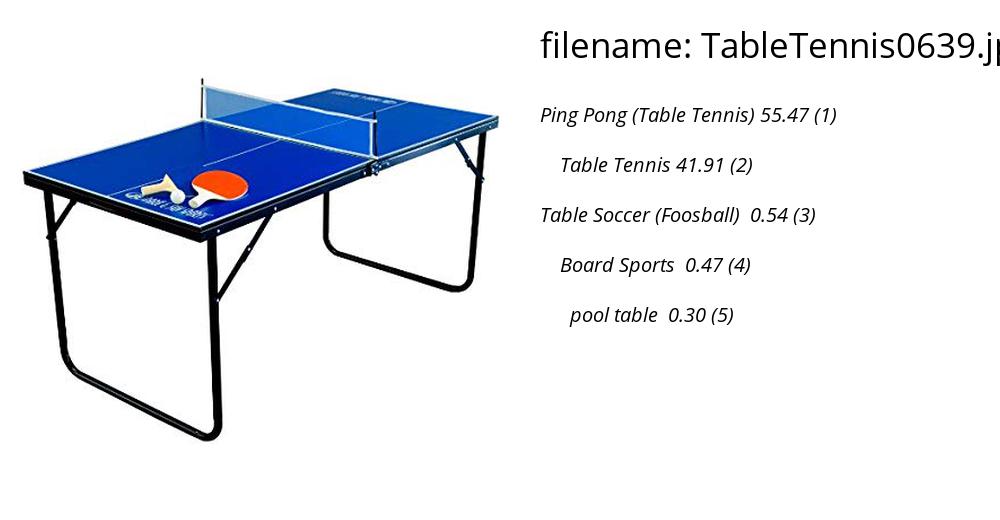 filename: TableTennis0639.jp
Ping Pong (Table Tennis) 55.47 (1)
Table Tennis 41.91 (2)
Table Soccer (Foosball) 0.54 (3)
Board Sports 0.47 (4)
pool table 0.30 (5)